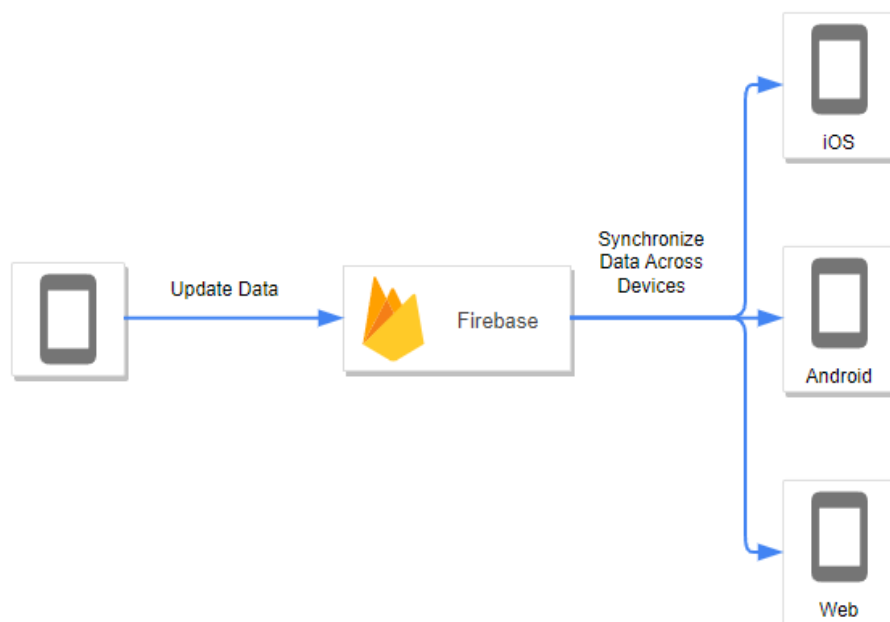 Update Data
Firebase
Synchronize
Data Across
Devices
iOS
Android
Web